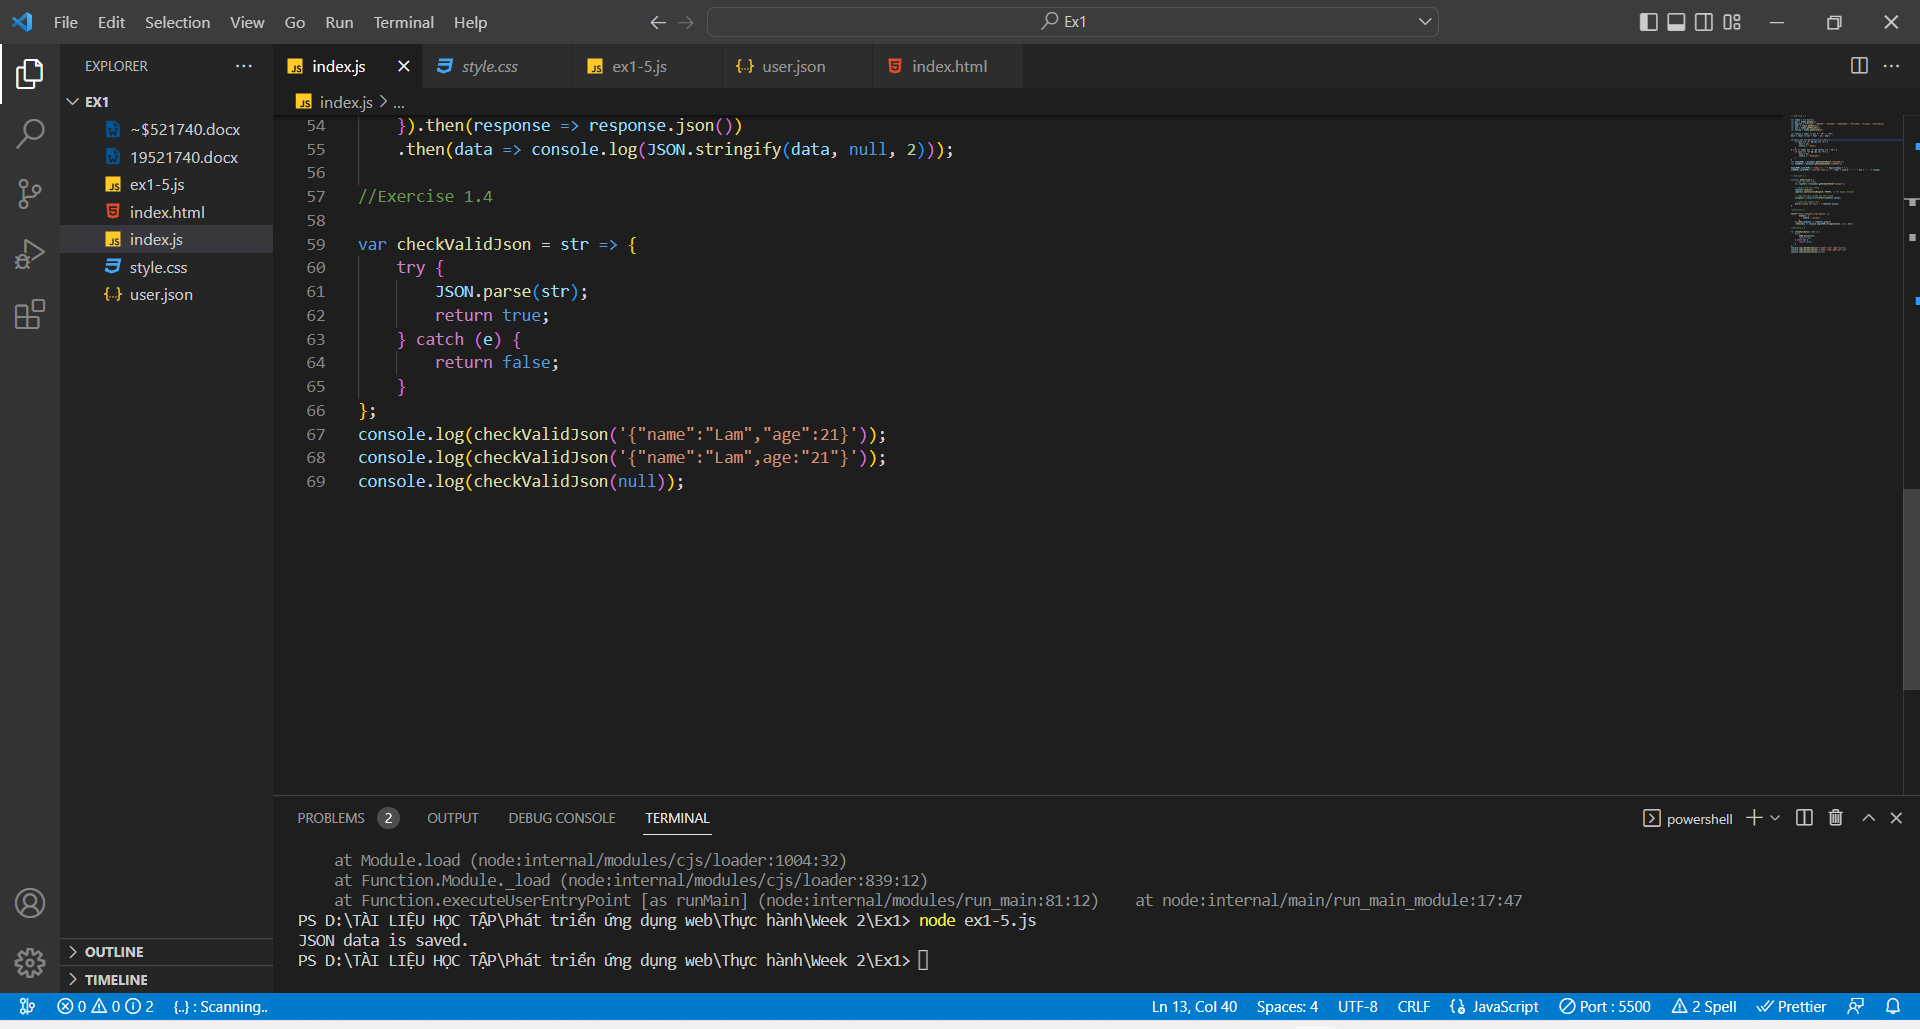 File Edit Selection View Go Run Terminal Help
Ex1
EXPLORER
EX1
~$521740.docx
19521740.docx
ex1-5.js
index.html
index.js
style.css
user.json
OUTLINE
TIMELINE
index.js style.css ex1-5.js user.json index.html
index.js > ...
54 }).then(response => response.json())
55 .then(data => console.log(JSON.stringify(data, null, 2)));
56
57 //Exercise 1.4
58
59 var checkValidJson = str => {
60 try {
61 JSON.parse(str);
62 return true;
63 } catch (e) {
64 return false;
65 }
66 };
67 console.log(checkValidJson('{"name":"Lam","age":21}'));
68 console.log(checkValidJson('{"name":"Lam",age:"21"}'));
69 console.log(checkValidJson(null));
PROBLEMS 2 OUTPUT DEBUG CONSOLE TERMINAL
powershell
at Module.load (node:internal/modules/cjs/loader:1004:32)
at Function.Module._load (node:internal/modules/cjs/loader:839:12)
at Function.executeUserEntryPoint [as runMain] (node:internal/modules/run_main:81:12) at node:internal/main/run_main_module:17:47
PS D:\TÀI LIỆU HỌC TẬP\Phát triển ứng dụng web\Thực hành\Week 2\Ex1> node ex1-5.js
JSON data is saved.
PS D:\TÀI LIỆU HỌC TẬP\Phát triển ứng dụng web\Thực hành\Week 2\Ex1>
0 0 2 {..} : Scanning..
Ln 13, Col 40 Spaces: 4 UTF-8 CRLF JavaScript Port : 5500 2 Spell Prettier